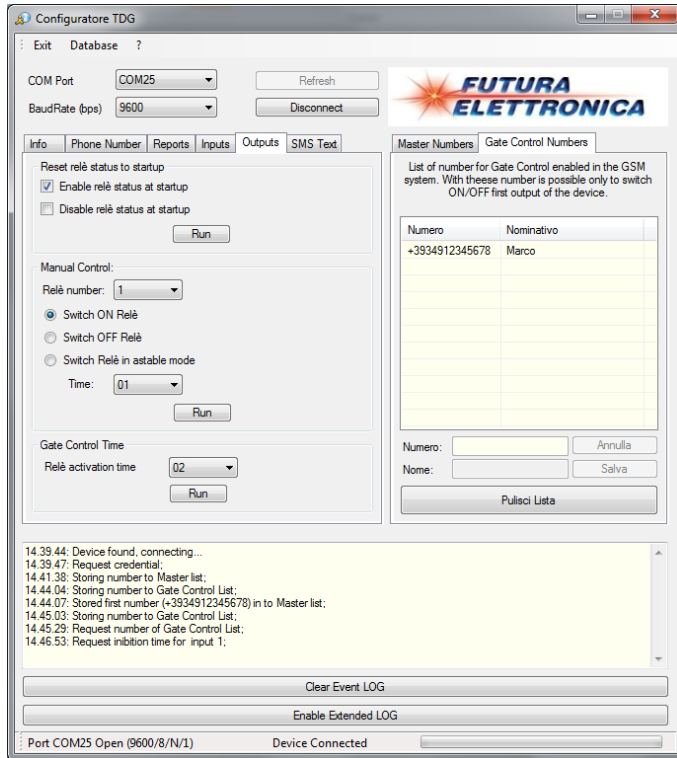 Configuratore TDG
Exit Database ?
COM Port COM25 Refresh
BaudRate (bps) 9600 Disconnect
FUTURA
ELETTRONICA
Info Phone Number Reports Inputs Outputs SMS Text
Reset relè status to startup
Enable relè status at startup
Disable relè status at startup
Run
Manual Control:
Relè number: 1
Switch ON Relè
Switch OFF Relè
Switch Relè in astable mode
Time: 01
Run
Gate Control Time
Relè activation time 02
Run
Master Numbers Gate Control Numbers
List of number for Gate Control enabled in the GSM
system. With theese number is possible only to switch
ON/OFF first output of the device.
Numero Nominativo
+3934912345678 Marco
Numero: Annulla
Nome: Salva
Pulisci Lista
14.39.44: Device found, connecting...
14.39.47: Request credential;
14.41.38: Storing number to Master list;
14.44.04: Storing number to Gate Control List;
14.44.07: Stored first number (+3934912345678) in to Master list;
14.45.03: Storing number to Gate Control List;
14.45.29: Request number of Gate Control List;
14.46.53: Request inibition time for input 1;
Clear Event LOG
Enable Extended LOG
Port COM25 Open (9600/8/N/1) Device Connected